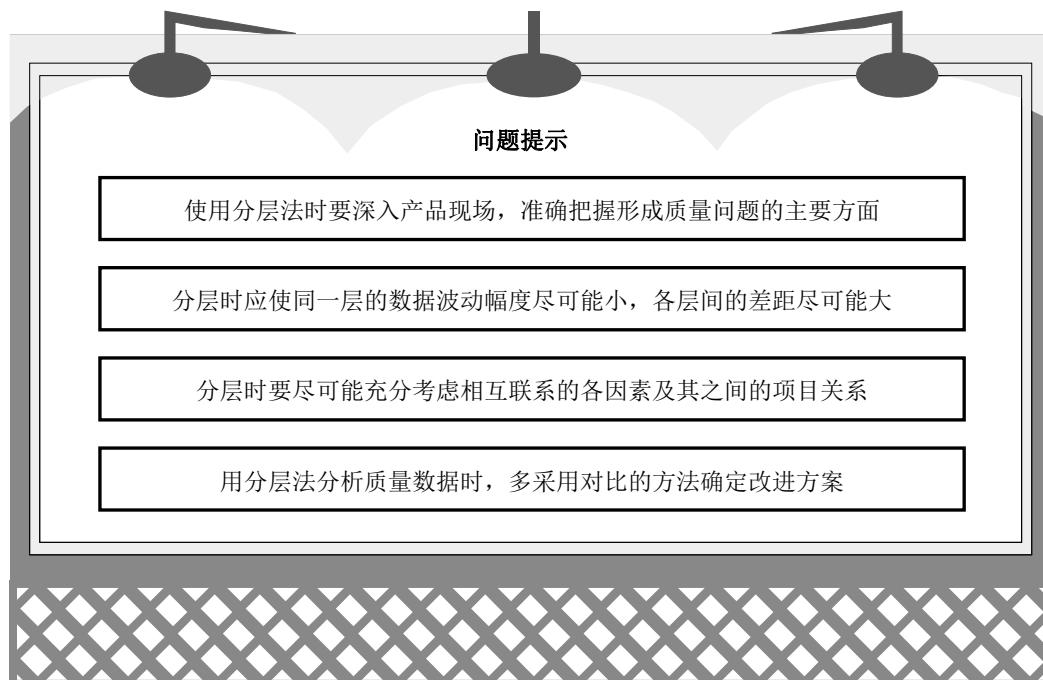 问题提示
使用分层法时要深入产品现场，准确把握形成质量问题的主要方面
分层时应使同一层的数据波动幅度尽可能小，各层间的差距尽可能大
分层时要尽可能充分考虑相互联系的各因素及其之间的项目关系
用分层法分析质量数据时，多采用对比的方法确定改进方案